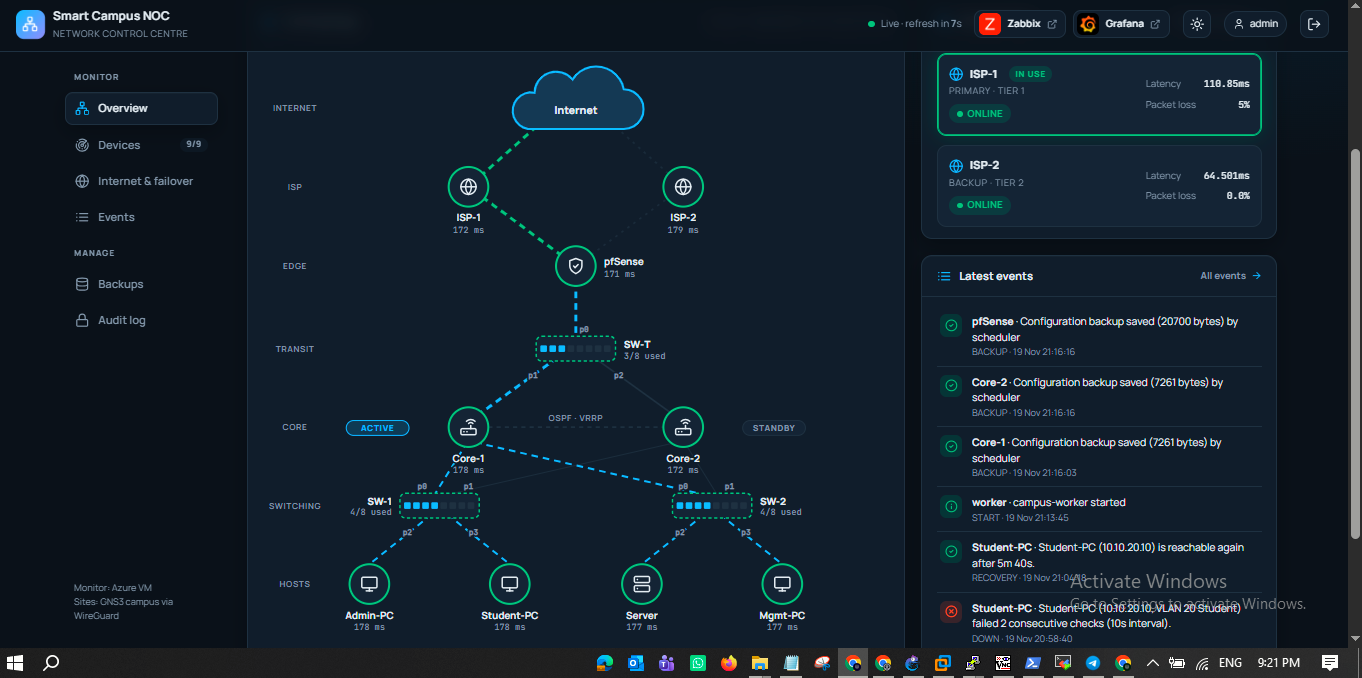 Smart Campus NOC
NETWORK CONTROL CENTRE
Live · refresh in 7s
Zabbix
Grafana
admin
MONITOR
Overview
Devices 9/9
Internet & failover
Events
MANAGE
Backups
Audit log
Monitor: Azure VM
Sites: GNS3 campus via
WireGuard
INTERNET
Internet
ISP
ISP-1
172 ms
ISP-2
179 ms
EDGE
pfSense
171 ms
TRANSIT
p0
SW-T
3/8 used
p1
p2
CORE
ACTIVE
OSPF · VRRP
STANDBY
Core-1
178 ms
Core-2
172 ms
SWITCHING
p0
p1
SW-1
4/8 used
p0
p1
SW-2
4/8 used
p2
p3
p2
p3
HOSTS
Admin-PC
178 ms
Student-PC
178 ms
Server
177 ms
Mgmt-PC
177 ms
ISP-1 IN USE
PRIMARY · TIER 1
ONLINE
Latency 110.85ms
Packet loss 5%
ISP-2
BACKUP · TIER 2
ONLINE
Latency 64.501ms
Packet loss 0.0%
Latest events
All events
pfSense · Configuration backup saved (20700 bytes) by
scheduler
BACKUP · 19 Nov 21:16:16
Core-2 · Configuration backup saved (7261 bytes) by
scheduler
BACKUP · 19 Nov 21:16:16
Core-1 · Configuration backup saved (7261 bytes) by
scheduler
BACKUP · 19 Nov 21:16:03
worker · campus-worker started
START · 19 Nov 21:13:45
Student-PC · Student-PC (10.10.20.10) is reachable again
after 5m 40s.
RECOVERY · 19 Nov 21:04:18
Student-PC · Student-PC (10.10.20.10, VLAN 20 Student)
failed 2 consecutive checks (10s interval).
DOWN · 19 Nov 20:58:40
Activate Windows
Go to Settings to activate Windows.
ENG
9:21 PM